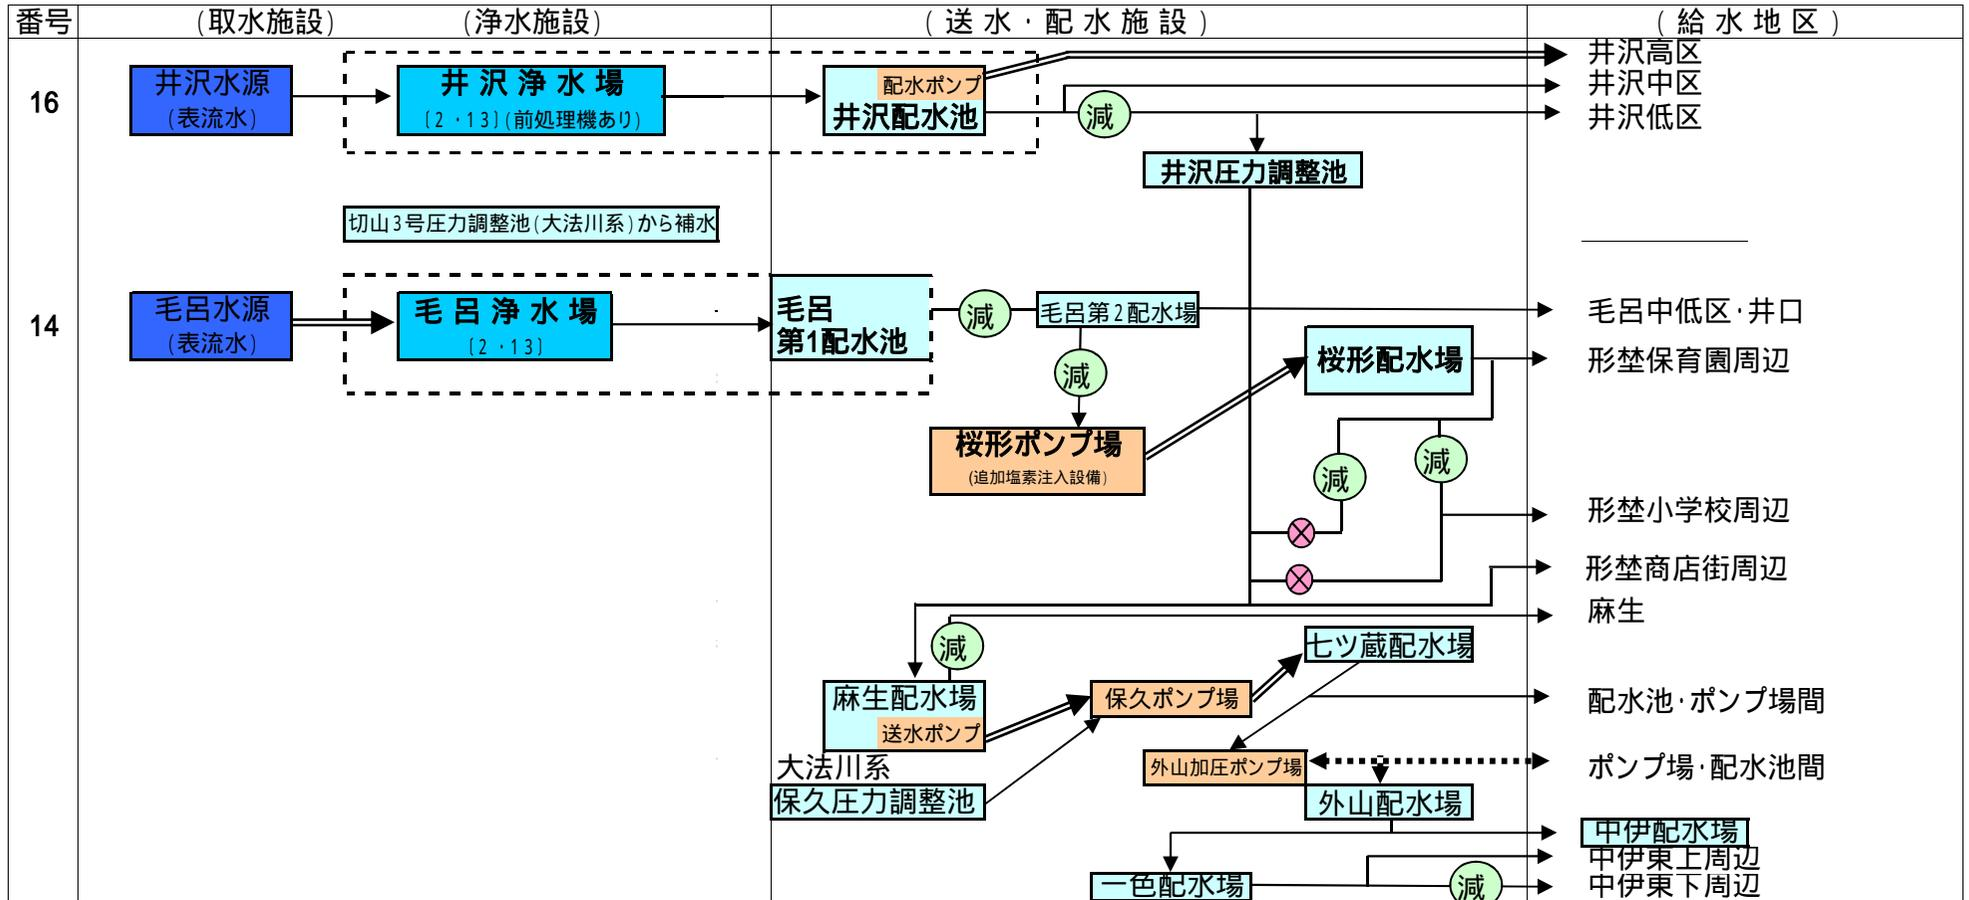 番号
(取水施設)
(浄水施設)
(送水・配水施設)
(給水地区)
16
井沢水源
(表流水)
井沢浄水場
(2・13)(前処理機あり)
配水ポンプ
井沢配水池
減
井沢高区
井沢中区
井沢低区
井沢圧力調整池
切山3号圧力調整池(大法川系)から補水
14
毛呂水源
(表流水)
毛呂浄水場
(2・13)
毛呂
第1配水池
減
毛呂第2配水場
毛呂中低区・井口
減
桜形配水場
形埜保育園周辺
桜形ポンプ場
(追加塩素注入設備)
減
減
形埜小学校周辺
形埜商店街周辺
麻生
減
七ツ蔵配水場
麻生配水場
送水ポンプ
保久ポンプ場
配水池・ポンプ場間
大法川系
保久圧力調整池
外山加圧ポンプ場
ポンプ場・配水池間
外山配水場
中伊配水場
中伊東上周辺
一色配水場
減
中伊東下周辺